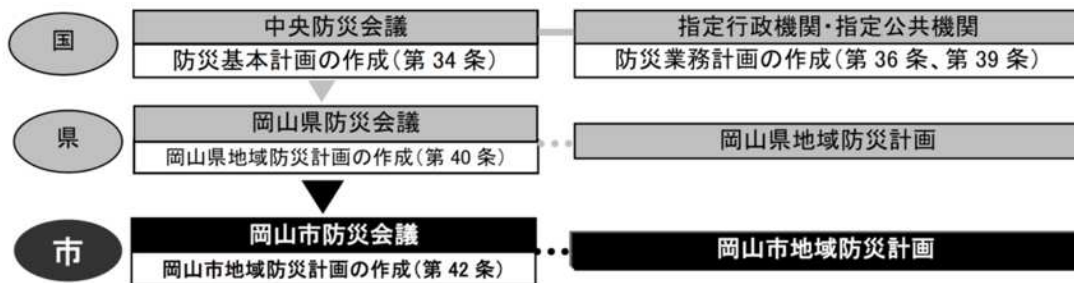 国
中央防災会議
防災基本計画の作成（第 34 条）
指定行政機関・指定公共機関
防災業務計画の作成（第 36 条、第 39 条）
県
岡山県防災会議
岡山県地域防災計画の作成（第 40 条）
岡山県地域防災計画
市
岡山市防災会議
岡山市地域防災計画の作成（第 42 条）
岡山市地域防災計画